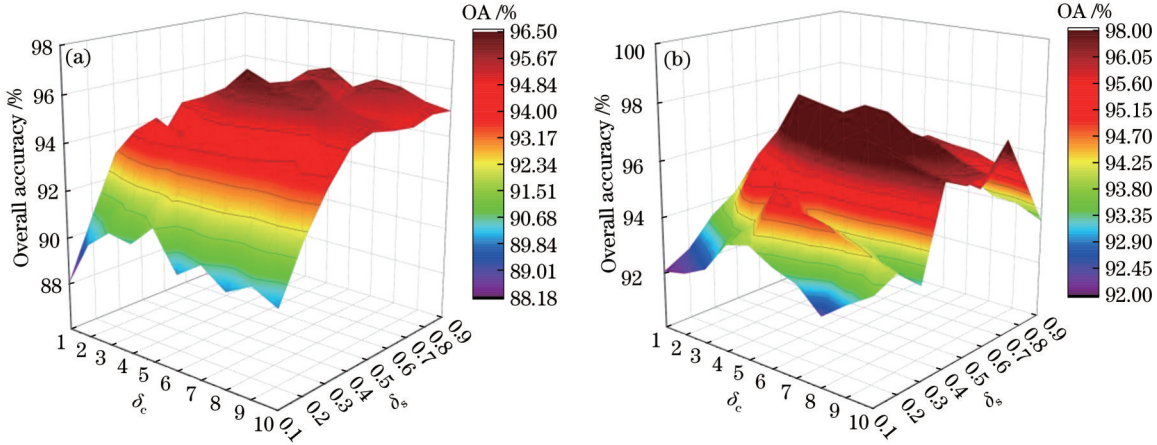 (a)
OA /%
96.50
95.67
94.84
94.00
93.17
92.34
91.51
90.68
89.84
89.01
88.18
Overall accuracy /%
98
96
94
92
90
88
1 2 3 4 5 6 7 8 9 10
δc
0.1 0.2 0.3 0.4 0.5 0.6 0.7 0.8 0.9
δs
(b)
OA /%
98.00
96.05
95.60
95.15
94.70
94.25
93.80
93.35
92.90
92.45
92.00
Overall accuracy /%
100
98
96
94
92
1 2 3 4 5 6 7 8 9 10
δc
0.1 0.2 0.3 0.4 0.5 0.6 0.7 0.8 0.9
δs